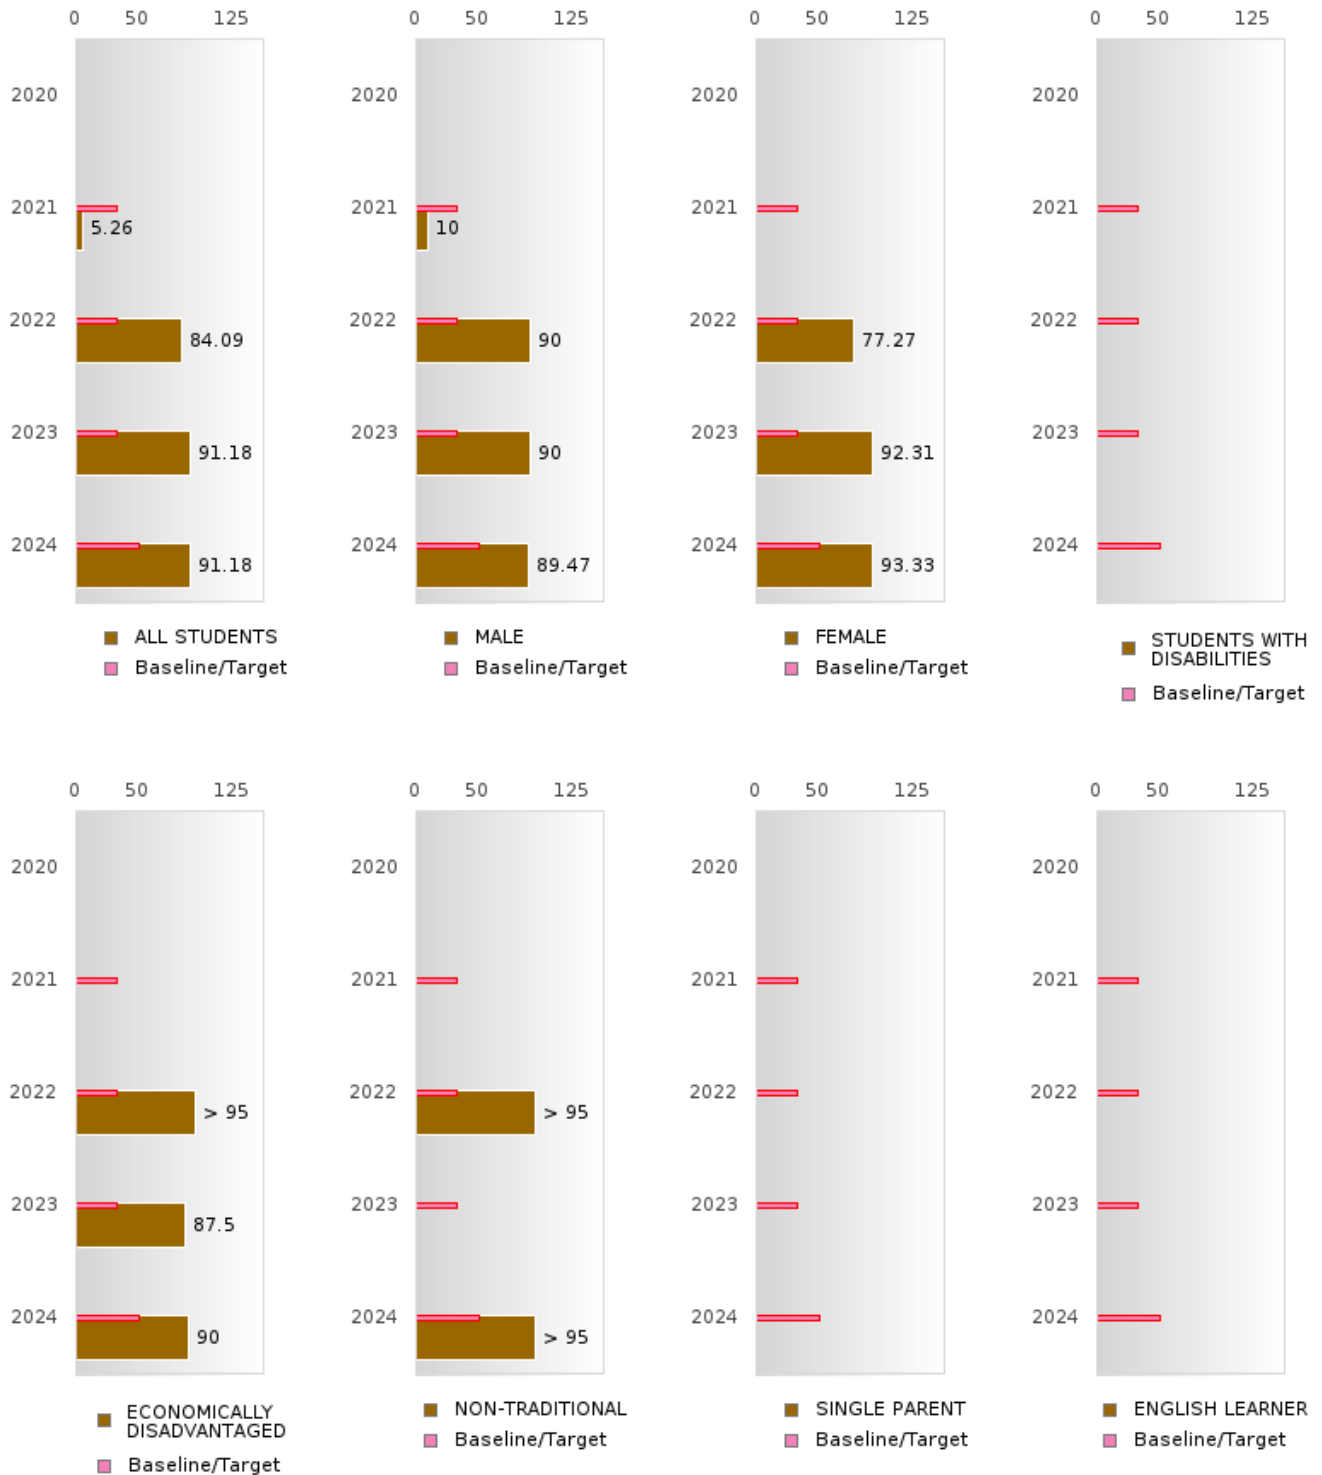 0 50 125
2020
2021
5.26
2022
84.09
2023
91.18
2024
91.18
ALL STUDENTS
Baseline/Target
0 50 125
2020
2021
10
2022
90
2023
90
2024
89.47
MALE
Baseline/Target
0 50 125
2020
2021
2022
77.27
2023
92.31
2024
93.33
FEMALE
Baseline/Target
0 50 125
2020
2021
2022
2023
2024
STUDENTS WITH
DISABILITIES
Baseline/Target
0 50 125
2020
2021
2022
> 95
2023
87.5
2024
90
ECONOMICALLY
DISADVANTAGED
Baseline/Target
0 50 125
2020
2021
2022
> 95
2023
2024
> 95
NON-TRADITIONAL
Baseline/Target
0 50 125
2020
2021
2022
2023
2024
SINGLE PARENT
Baseline/Target
0 50 125
2020
2021
2022
2023
2024
ENGLISH LEARNER
Baseline/Target